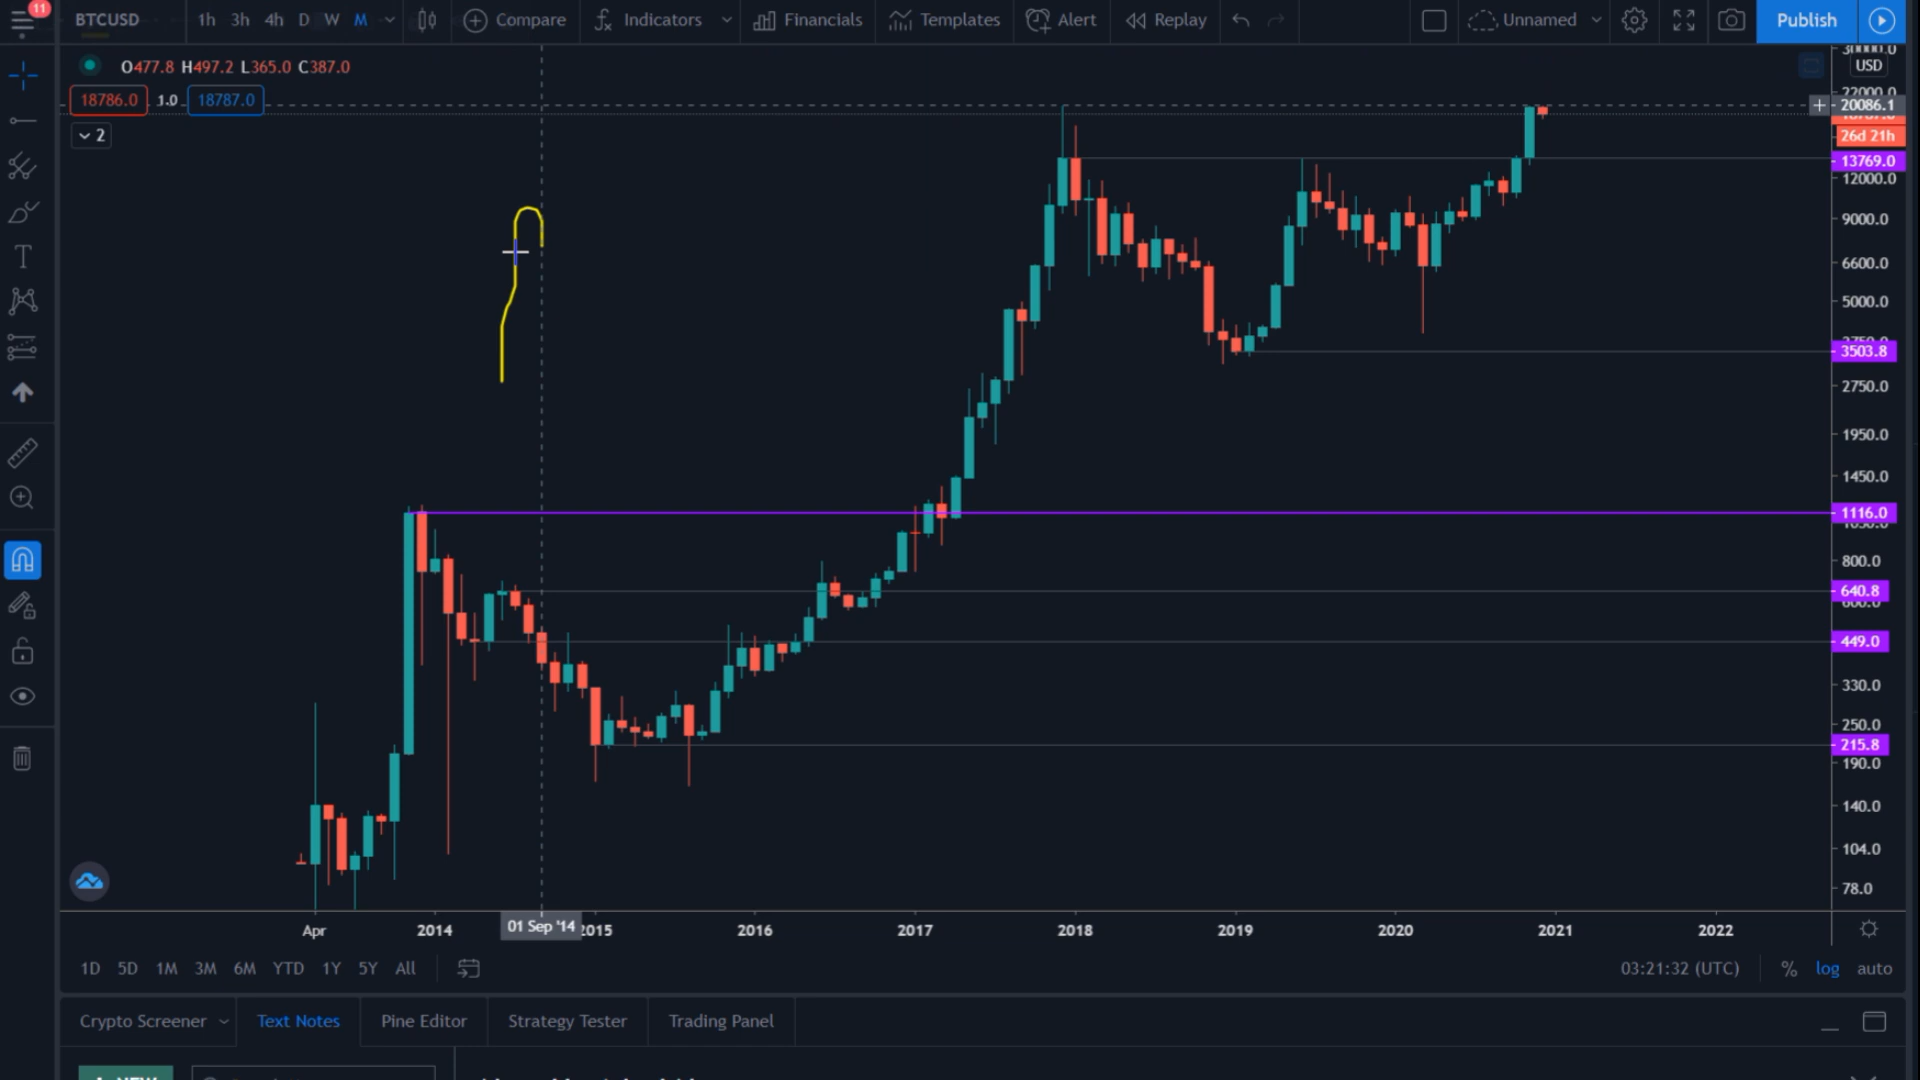 11
BTCUSD 1h 3h 4h D W M Compare Indicators Financials Templates Alert Replay Unnamed Publish
O477.8 H497.2 L365.0 C387.0
18786.0 1.0 18787.0
2
USD
22000.0
20086.1
26d 21h
13769.0
12000.0
9000.0
6600.0
5000.0
3503.8
2750.0
1950.0
1450.0
1116.0
800.0
640.8
449.0
330.0
250.0
215.8
190.0
140.0
104.0
78.0
Apr 2014 01 Sep '14 2015 2016 2017 2018 2019 2020 2021 2022
1D 5D 1M 3M 6M YTD 1Y 5Y All 03:21:32 (UTC) % log auto
Crypto Screener Text Notes Pine Editor Strategy Tester Trading Panel
NEW